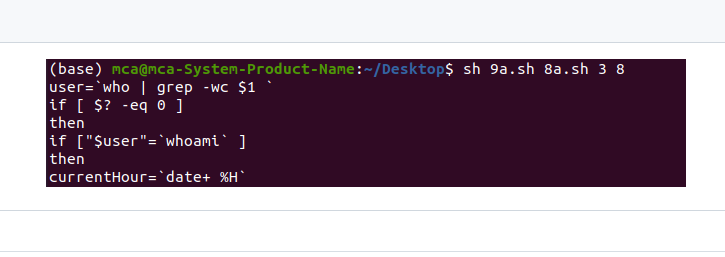 (base) mca@mca-System-Product-Name:~/Desktop$ sh 9a.sh 8a.sh 3 8
user=`who | grep -wc $1 `
if [ $? -eq 0 ]
then
if ["$user"=`whoami` ]
then
currentHour=`date+ %H`